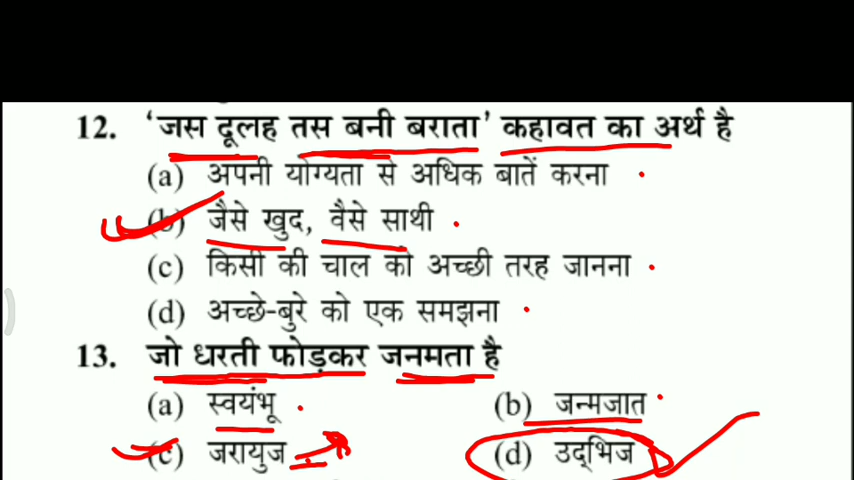 12. ‘जस दूलह तस बनी बराता’ कहावत का अर्थ है
(a) अपनी योग्यता से अधिक बातें करना
(b) जैसे खुद, वैसे साथी
(c) किसी की चाल को अच्छी तरह जानना
(d) अच्छे-बुरे को एक समझना
13. जो धरती फोड़कर जनमता है
(a) स्वयंभू (b) जन्मजात
(c) जरायुज (d) उद्भिज